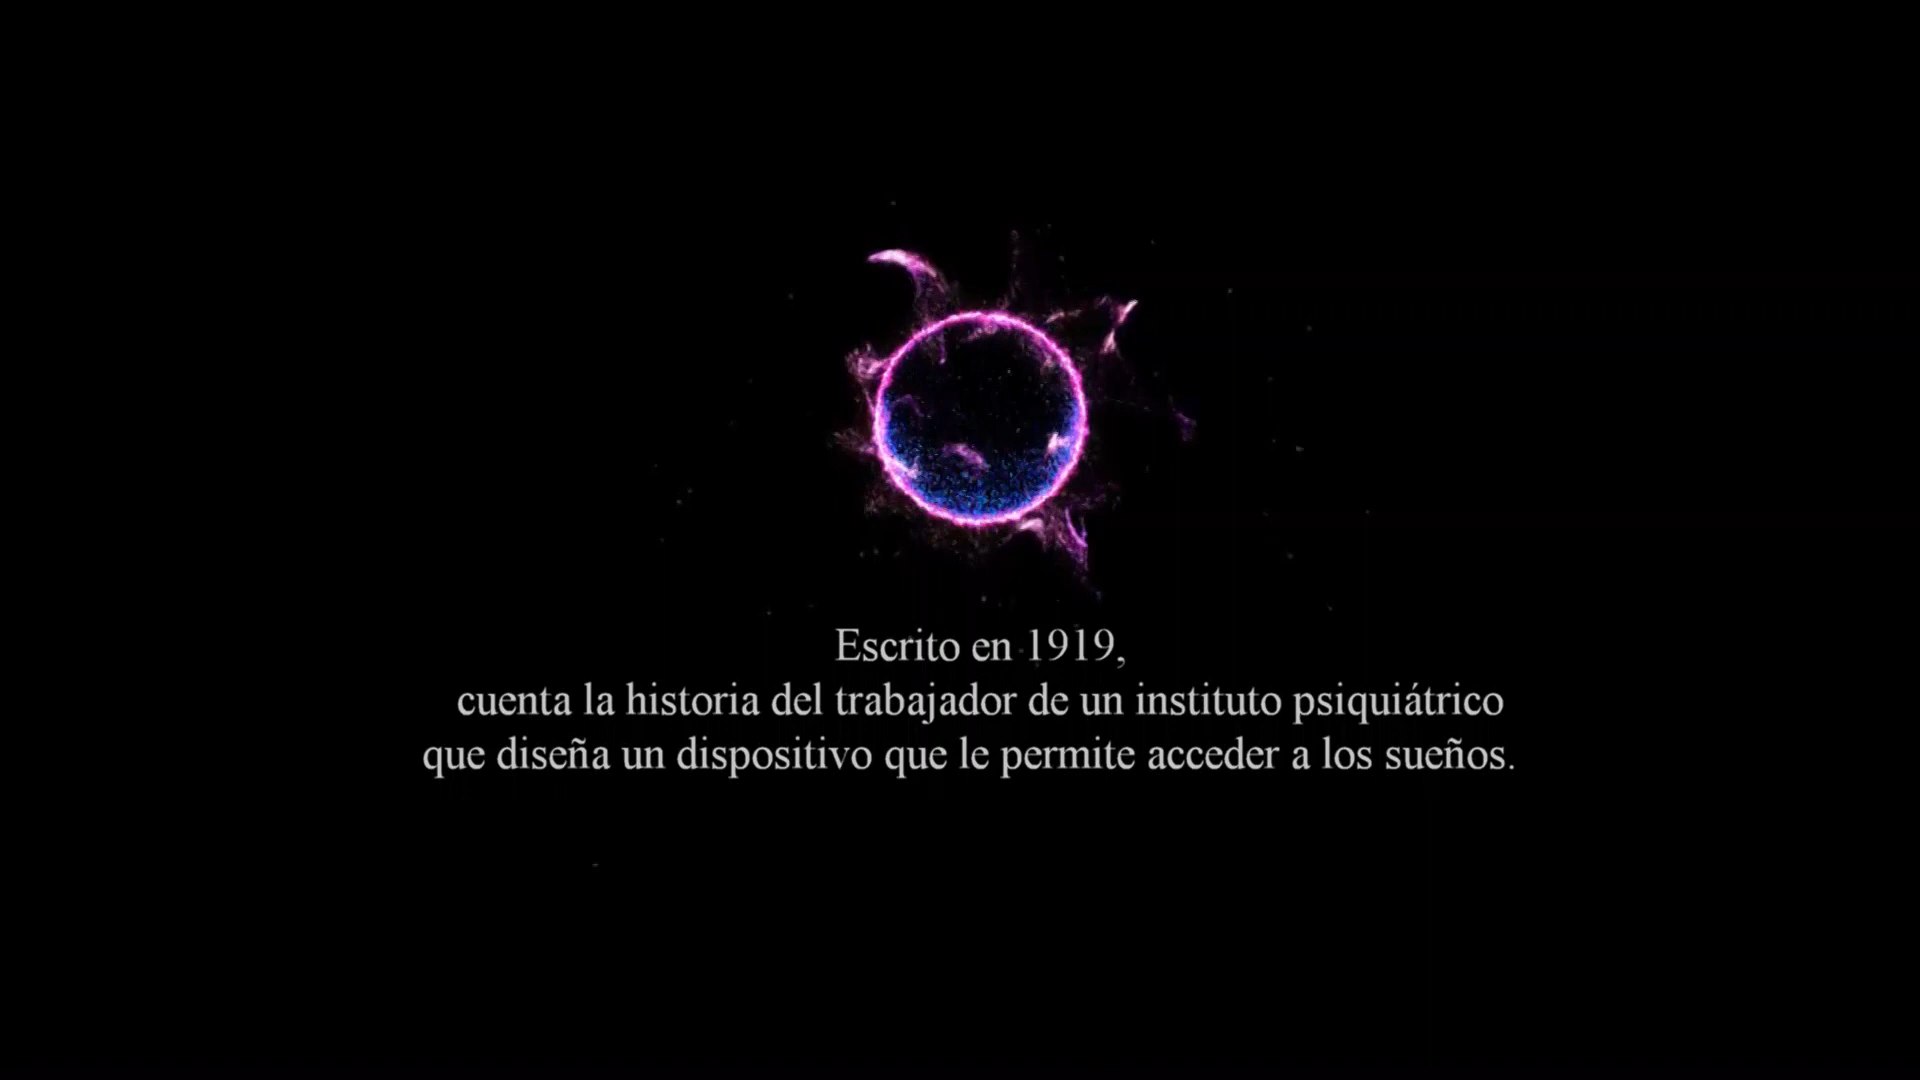 Escrito en 1919,
cuenta la historia del trabajador de un instituto psiquiátrico
que diseña un dispositivo que le permite acceder a los sueños.